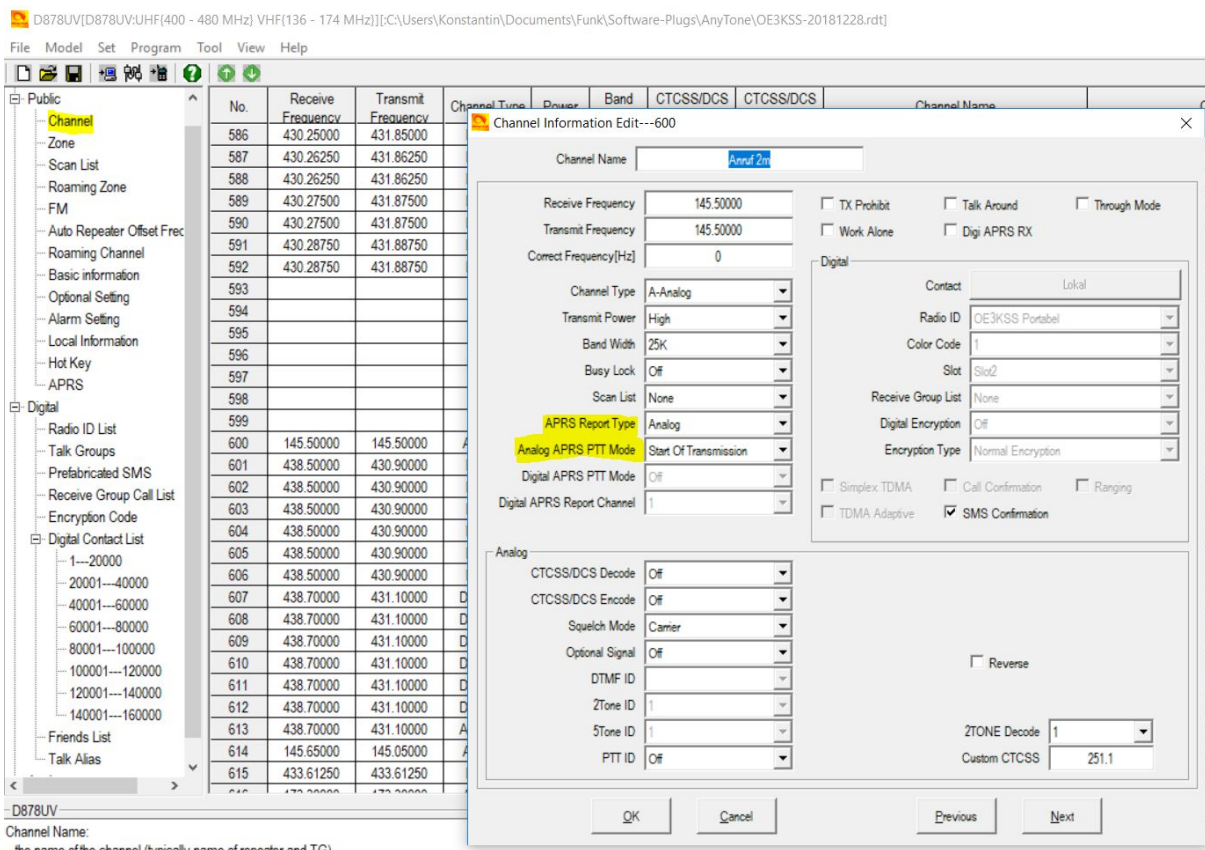 D878UV[D878UV:UHF{400 - 480 MHz} VHF{136 - 174 MHz}][:C:\Users\Konstantin\Documents\Funk\Software-Plugs\AnyTone\OE3KSS-20181228.rdt]
File Model Set Program Tool View Help
Public
Channel
Zone
Scan List
Roaming Zone
FM
Auto Repeater Offset Frec
Roaming Channel
Basic information
Optional Setting
Alarm Setting
Local Information
Hot Key
APRS
Digital
Radio ID List
Talk Groups
Prefabricated SMS
Receive Group Call List
Encryption Code
Digital Contact List
1---20000
20001---40000
40001---60000
60001---80000
80001---100000
100001---120000
120001---140000
140001---160000
Friends List
Talk Alias
No. Receive Frequency Transmit Frequency Channel Type Power Band CTCSS/DCS CTCSS/DCS Channel Name
586 430.25000 431.85000
587 430.26250 431.86250
588 430.26250 431.86250
589 430.27500 431.87500
590 430.27500 431.87500
591 430.28750 431.88750
592 430.28750 431.88750
593
594
595
596
597
598
599
600 145.50000 145.50000 A
601 438.50000 430.90000
602 438.50000 430.90000
603 438.50000 430.90000
604 438.50000 430.90000
605 438.50000 430.90000
606 438.50000 430.90000
607 438.70000 431.10000 D
608 438.70000 431.10000 D
609 438.70000 431.10000 D
610 438.70000 431.10000 D
611 438.70000 431.10000 D
612 438.70000 431.10000 D
613 438.70000 431.10000 A
614 145.65000 145.05000 A
615 433.61250 433.61250
Channel Information Edit---600
Channel Name Anruf 2m
Receive Frequency 145.50000
Transmit Frequency 145.50000
Correct Frequency[Hz] 0
Channel Type A-Analog
Transmit Power High
Band Width 25K
Busy Lock Off
Scan List None
APRS Report Type Analog
Analog APRS PTT Mode Start Of Transmission
Digital APRS PTT Mode Off
Digital APRS Report Channel 1
TX Prohibit Talk Around Through Mode
Work Alone Digi APRS RX
Digital
Contact Lokal
Radio ID OE3KSS Portabel
Color Code 1
Slot Slot2
Receive Group List None
Digital Encryption Off
Encryption Type Normal Encryption
Simplex TDMA Call Confirmation Ranging
TDMA Adaptive SMS Confirmation
Analog
CTCSS/DCS Decode Off
CTCSS/DCS Encode Off
Squelch Mode Carrier
Optional Signal Off
DTMF ID
2Tone ID 1
5Tone ID 1
PTT ID Off
Reverse
2TONE Decode 1
Custom CTCSS 251.1
OK Cancel Previous Next
D878UV
Channel Name:
the name of the channel (typically name of repeater and TG)